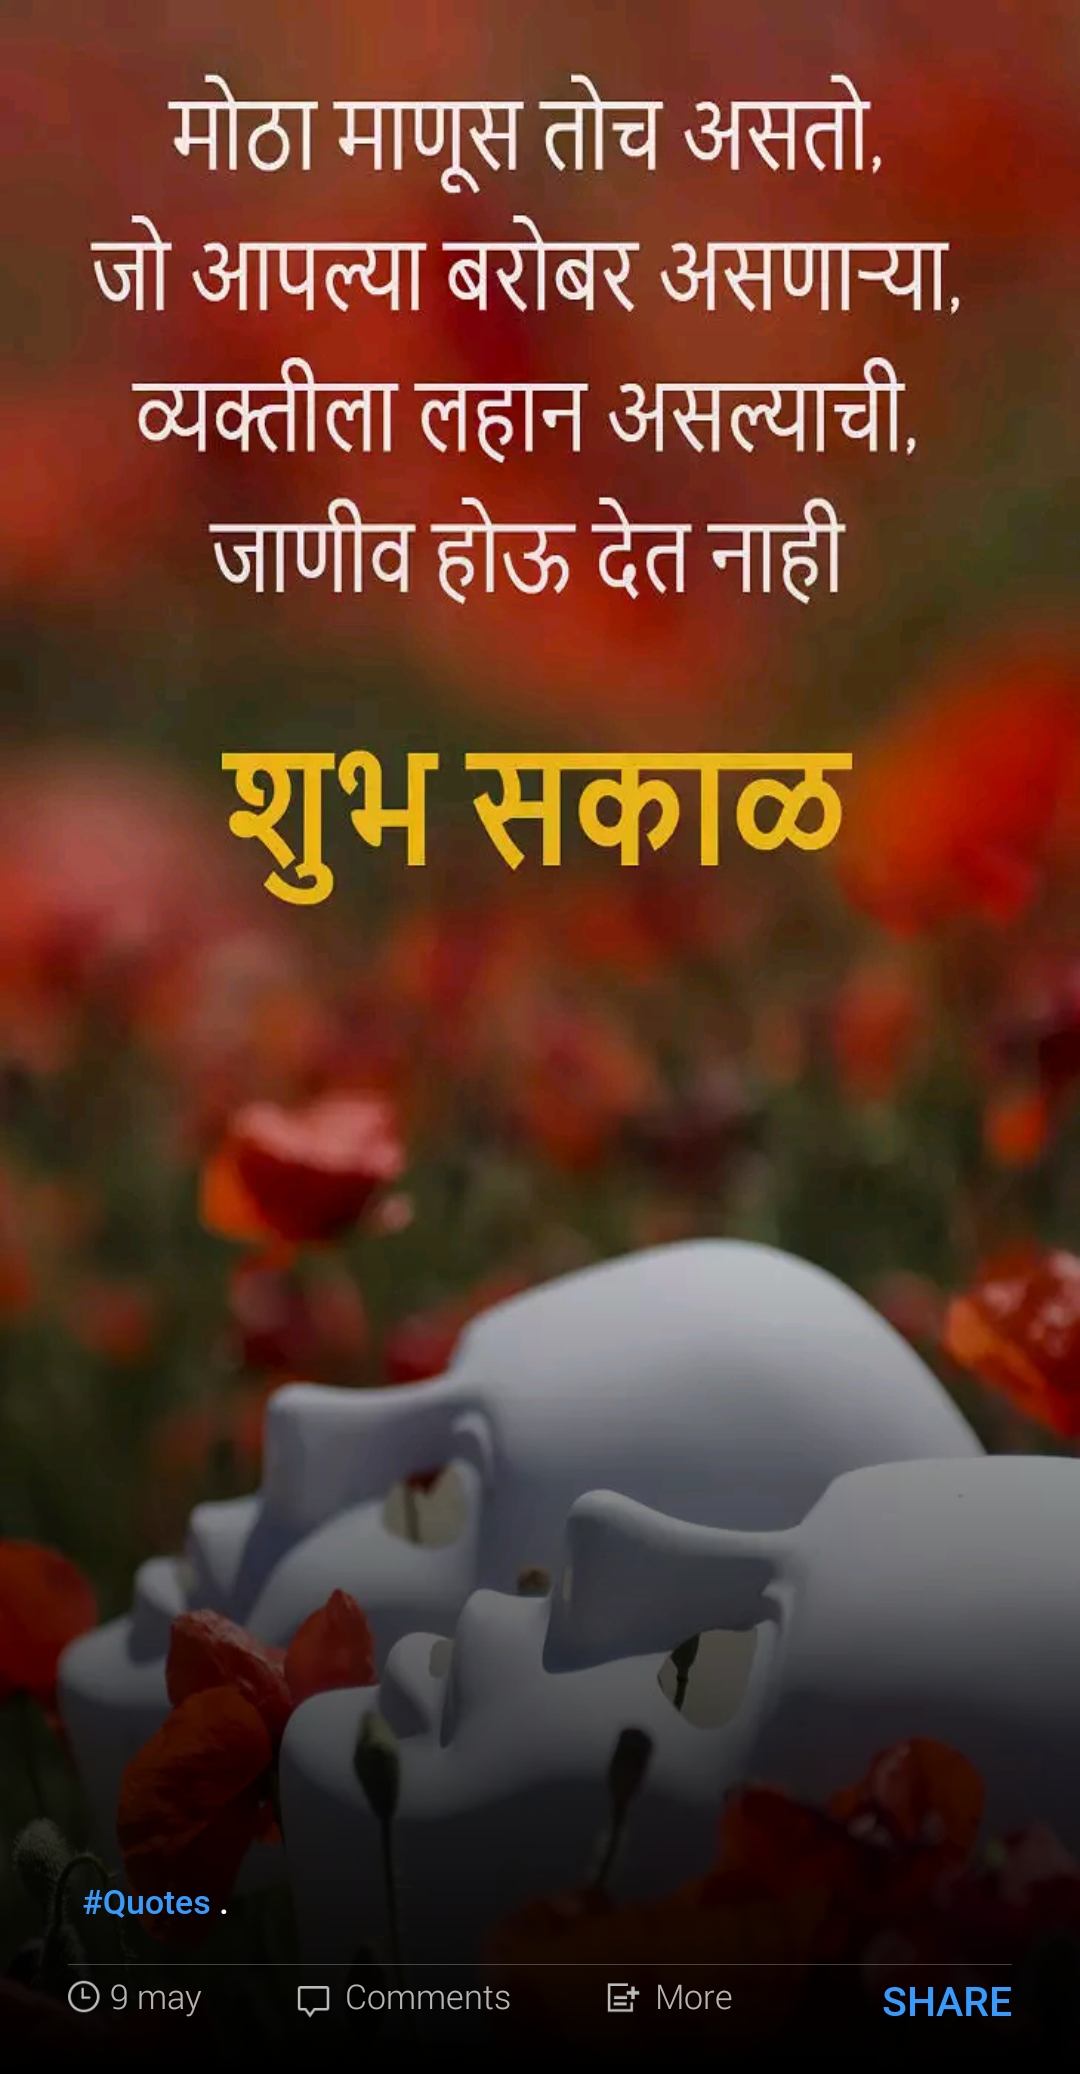 मोठा माणूस तोच असतो,
जो आपल्या बरोबर असणाऱ्या,
व्यक्तीला लहान असल्याची,
जाणीव होऊ देत नाही
शुभ सकाळ
#Quotes .
9 may Comments More SHARE